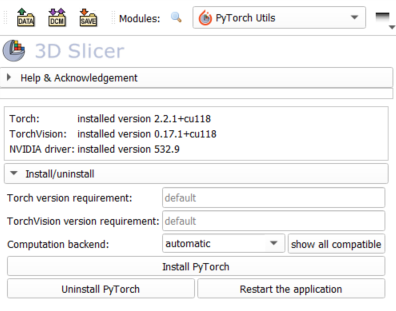 DATA DCM SAVE Modules: PyTorch Utils
3D Slicer
Help & Acknowledgement
Torch: installed version 2.2.1+cu118
TorchVision: installed version 0.17.1+cu118
NVIDIA driver: installed version 532.9
Install/uninstall
Torch version requirement: default
TorchVision version requirement: default
Computation backend: automatic show all compatible
Install PyTorch
Uninstall PyTorch Restart the application